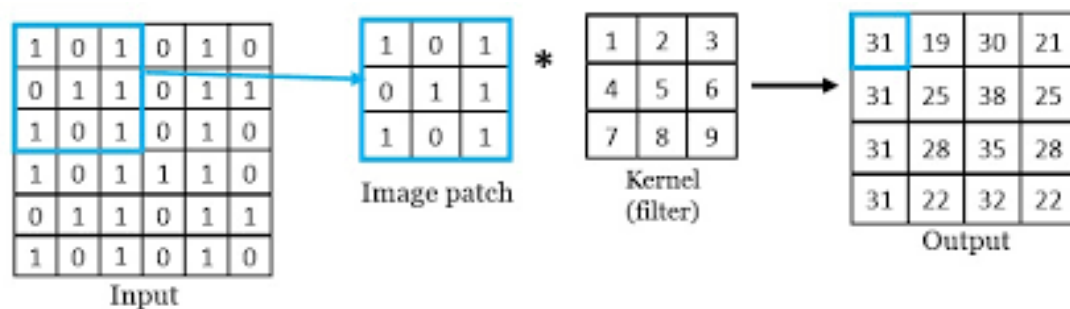 1 0 1 0 1 0
0 1 1 0 1 1
1 0 1 0 1 0
1 0 1 1 1 0
0 1 1 0 1 1
1 0 1 0 1 0
Input
1 0 1
0 1 1
1 0 1
Image patch
*
1 2 3
4 5 6
7 8 9
Kernel
(filter)
31 19 30 21
31 25 38 25
31 28 35 28
31 22 32 22
Output